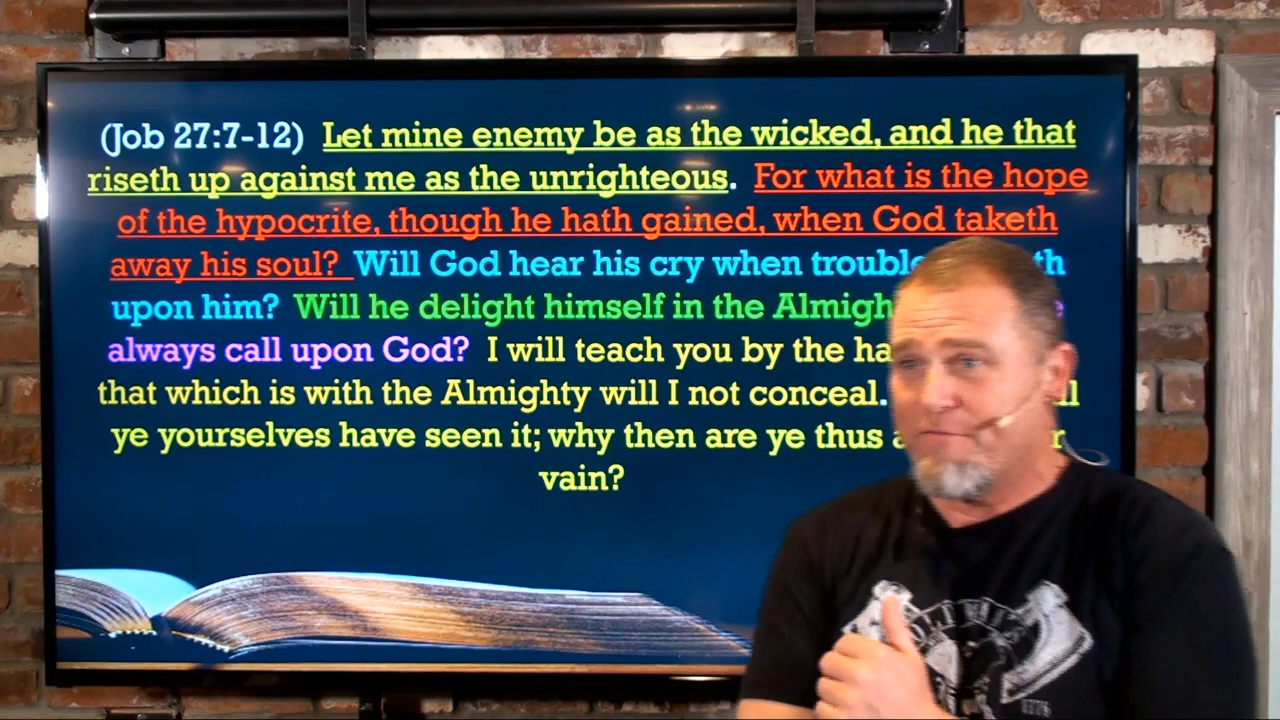 (Job 27:7-12) Let mine enemy be as the wicked, and he that
riseth up against me as the unrighteous. For what is the hope
of the hypocrite, though he hath gained, when God taketh
away his soul? Will God hear his cry when trouble th
upon him? Will he delight himself in the Almigh e
always call upon God? I will teach you by the ha
that which is with the Almighty will I not conceal. ll
ye yourselves have seen it; why then are ye thus a r
vain?